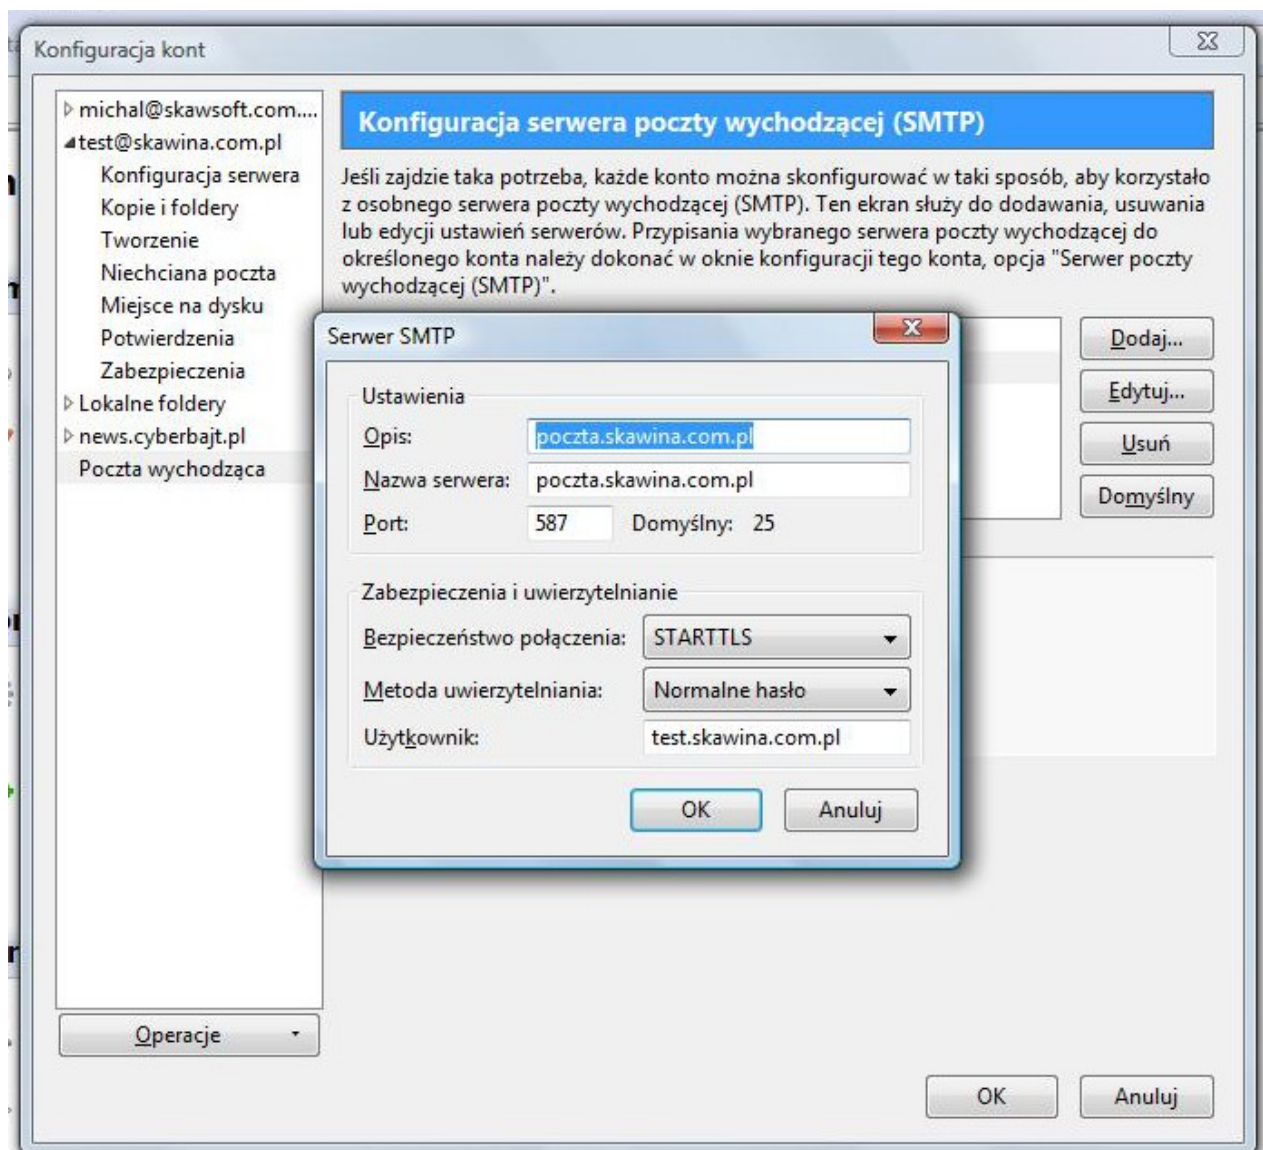 Konfiguracja kont
michal@skawsoft.com....
test@skawina.com.pl
Konfiguracja serwera
Kopie i foldery
Tworzenie
Niechciana poczta
Miejsce na dysku
Potwierdzenia
Zabezpieczenia
Lokalne foldery
news.cyberbajt.pl
Poczta wychodząca
Operacje
Konfiguracja serwera poczty wychodzącej (SMTP)
Jeśli zajdzie taka potrzeba, każde konto można skonfigurować w taki sposób, aby korzystało
z osobnego serwera poczty wychodzącej (SMTP). Ten ekran służy do dodawania, usuwania
lub edycji ustawień serwerów. Przypisania wybranego serwera poczty wychodzącej do
określonego konta należy dokonać w oknie konfiguracji tego konta, opcja "Serwer poczty
wychodzącej (SMTP)".
Dodaj...
Edytuj...
Usuń
Domyślny
Serwer SMTP
Ustawienia
Opis: poczta.skawina.com.pl
Nazwa serwera: poczta.skawina.com.pl
Port: 587 Domyślny: 25
Zabezpieczenia i uwierzytelnianie
Bezpieczeństwo połączenia: STARTTLS
Metoda uwierzytelniania: Normalne hasło
Użytkownik: test.skawina.com.pl
OK Anuluj
OK Anuluj